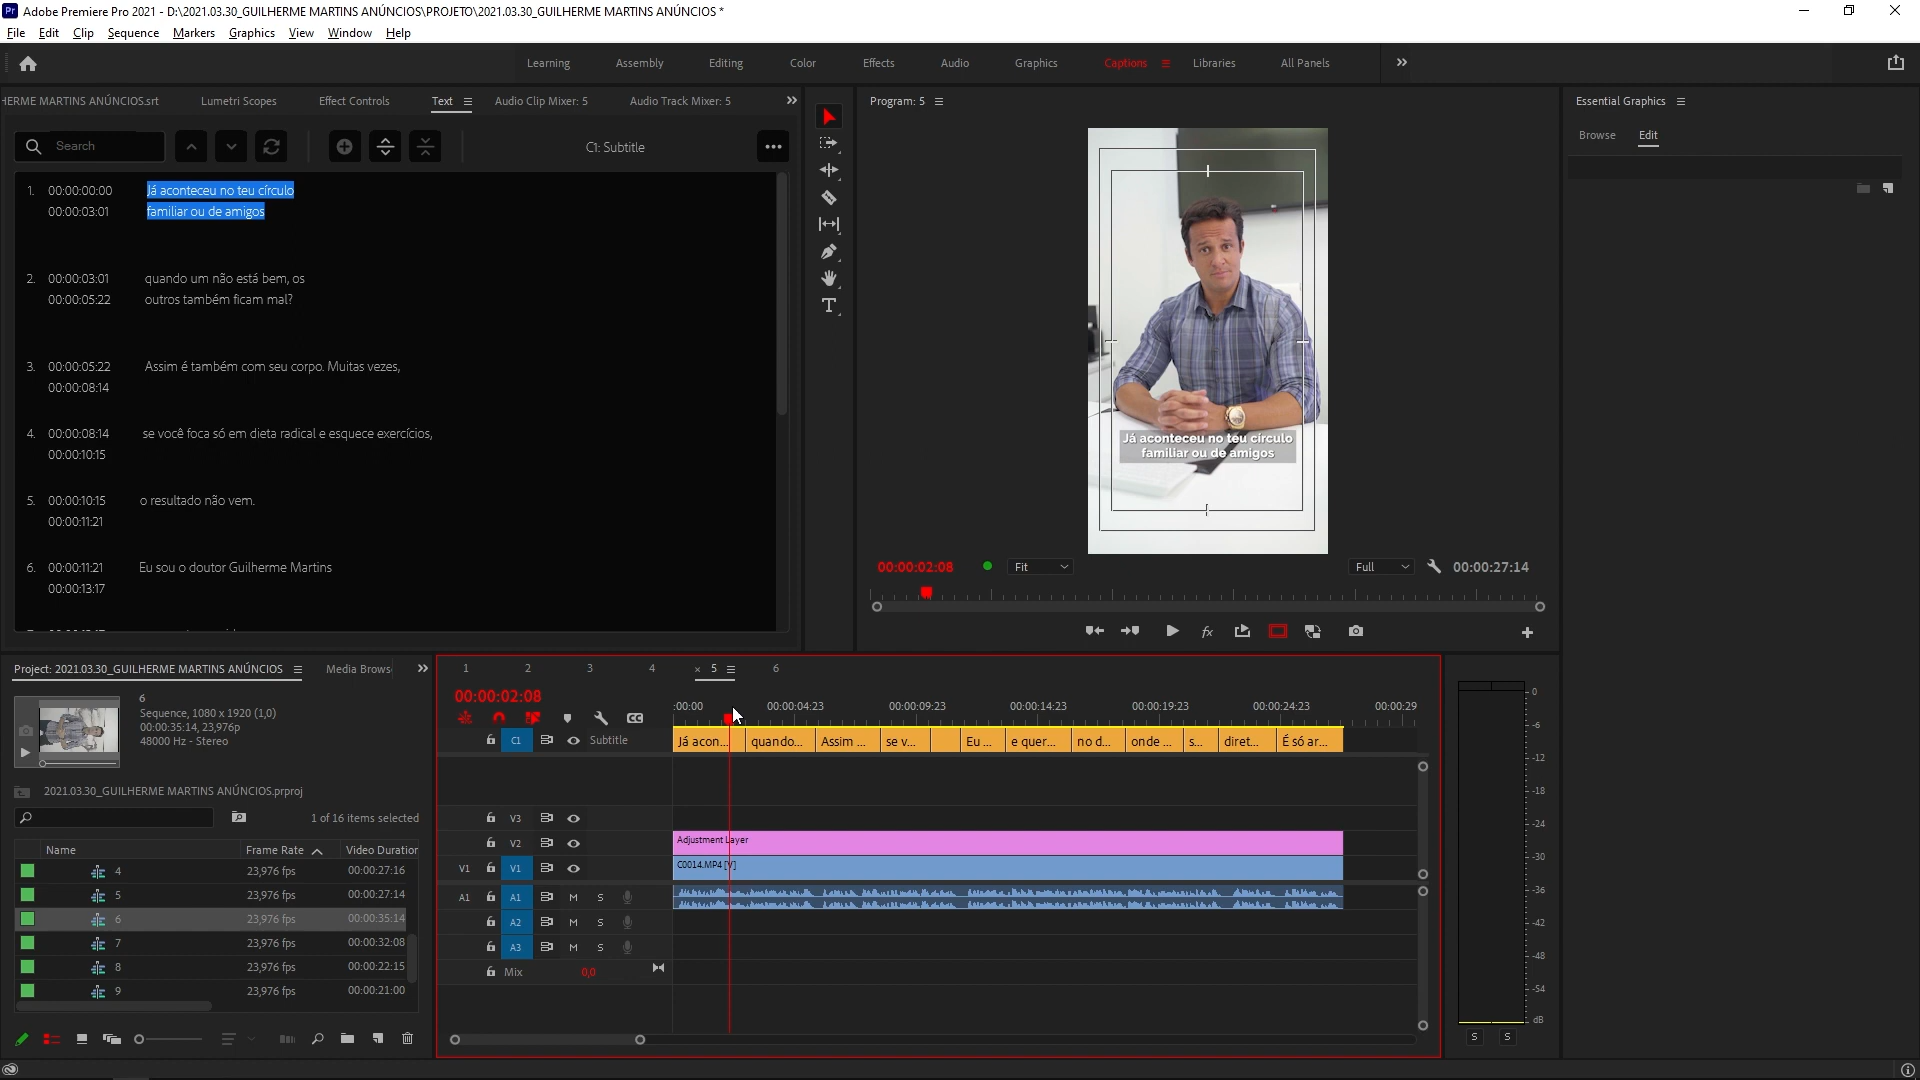 Adobe Premiere Pro 2021 - D:\2021.03.30_GUILHERME MARTINS ANÚNCIOS\PROJETO\2021.03.30_GUILHERME MARTINS ANÚNCIOS *
File Edit Clip Sequence Markers Graphics View Window Help
Learning Assembly Editing Color Effects Audio Graphics Captions Libraries All Panels
HERME MARTINS ANÚNCIOS.srt Lumetri Scopes Effect Controls Text Audio Clip Mixer: 5 Audio Track Mixer: 5
Search
C1: Subtitle
1. 00:00:00:00 Já aconteceu no teu círculo
00:00:03:01 familiar ou de amigos
2. 00:00:03:01 quando um não está bem, os
00:00:05:22 outros também ficam mal?
3. 00:00:05:22 Assim é também com seu corpo. Muitas vezes,
00:00:08:14
4. 00:00:08:14 se você foca só em dieta radical e esquece exercícios,
00:00:10:15
5. 00:00:10:15 o resultado não vem.
00:00:11:21
6. 00:00:11:21 Eu sou o doutor Guilherme Martins
00:00:13:17
Program: 5
Já aconteceu no teu círculo
familiar ou de amigos
00:00:02:08 Fit Full 00:00:27:14
Essential Graphics
Browse Edit
Project: 2021.03.30_GUILHERME MARTINS ANÚNCIOS Media Brows
6
Sequence, 1080 x 1920 (1,0)
00:00:35:14, 23,976p
48000 Hz - Stereo
2021.03.30_GUILHERME MARTINS ANÚNCIOS.prproj
1 of 16 items selected
Name Frame Rate Video Duration
4 23,976 fps 00:00:27:16
5 23,976 fps 00:00:27:14
6 23,976 fps 00:00:35:14
7 23,976 fps 00:00:32:08
8 23,976 fps 00:00:22:15
9 23,976 fps 00:00:21:00
1 2 3 4 × 5 6
00:00:02:08
:00:00 00:00:04:23 00:00:09:23 00:00:14:23 00:00:19:23 00:00:24:23 00:00:29
C1 Subtitle Já acon... quando... Assim ... se v... Eu ... e quer... no d... onde ... s... diret... É só ar...
V3
V2 Adjustment Layer
V1 V1 C0014.MP4 [V]
A1 A1 M S
A2 M S
A3 M S
Mix 0,0
0
-6
-12
-18
-24
-30
-36
-42
-48
-54
dB
S S